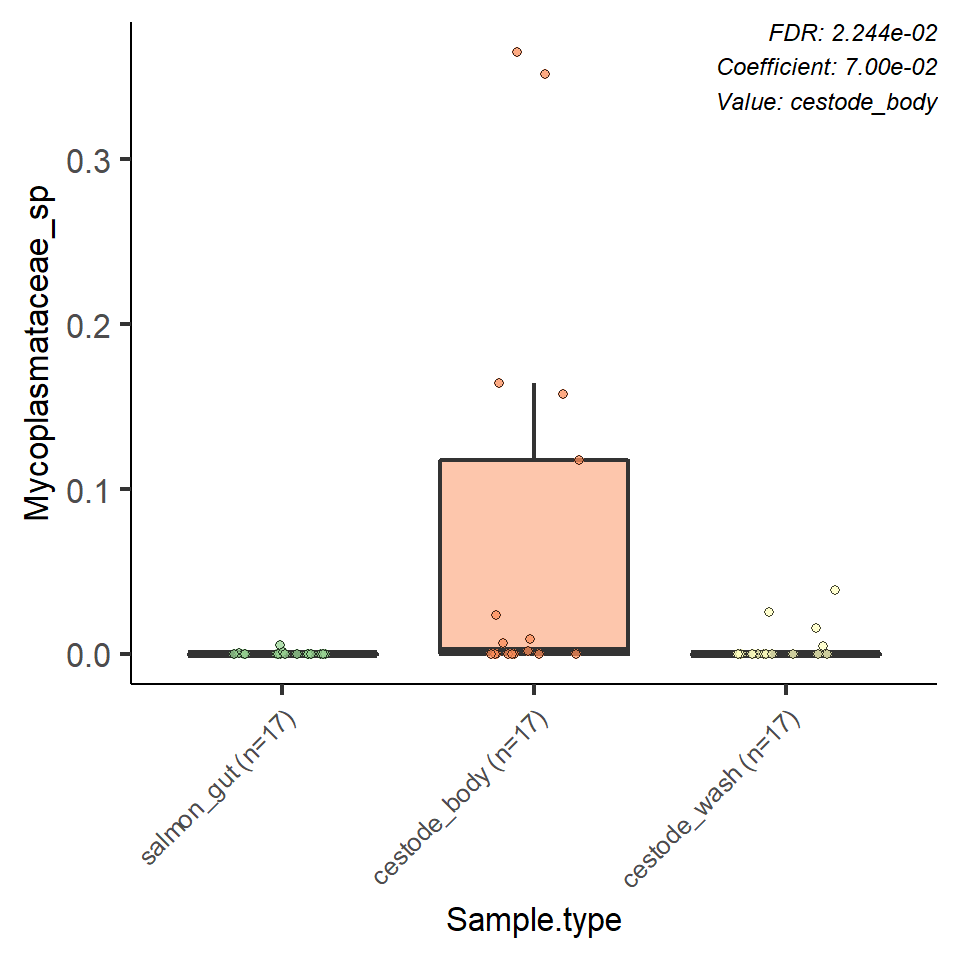 FDR: 2.244e-02
Coefficient: 7.00e-02
Value: cestode_body
Mycoplasmataceae_sp
0.3
0.2
0.1
0.0
salmon_gut (n=17)
cestode_body (n=17)
cestode_wash (n=17)
Sample.type